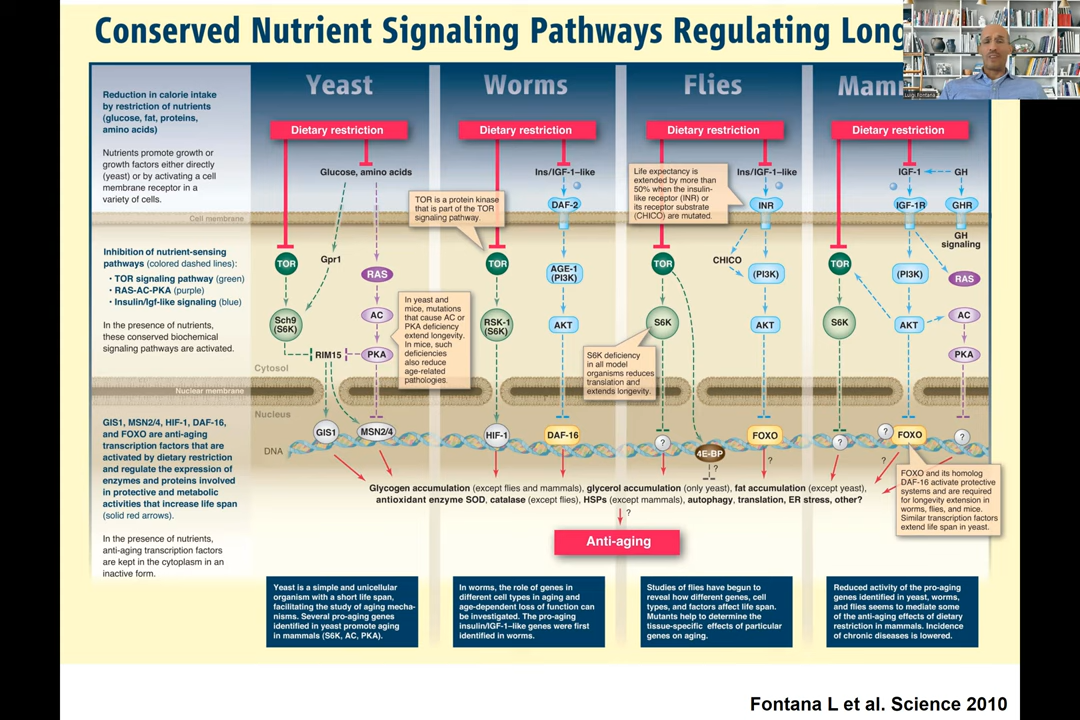 Conserved Nutrient Signaling Pathways Regulating Long
Reduction in calorie intake
by restriction of nutrients
(glucose, fat, proteins,
amino acids)
Nutrients promote growth or
growth factors either directly
(yeast) or by activating a cell
membrane receptor in a
variety of cells.
Cell membrane
Inhibition of nutrient-sensing
pathways (colored dashed lines):
• TOR signaling pathway (green)
• RAS-AC-PKA (purple)
• Insulin/Igf-like signaling (blue)
In the presence of nutrients,
these conserved biochemical
signaling pathways are activated.
Cytosol
Nuclear membrane
Nucleus
GIS1, MSN2/4, HIF-1, DAF-16,
and FOXO are anti-aging
transcription factors that are
activated by dietary restriction
and regulate the expression of
enzymes and proteins involved
in protective and metabolic
activities that increase life span
(solid red arrows).
DNA
In the presence of nutrients,
anti-aging transcription factors
are kept in the cytoplasm in an
inactive form.
Yeast
Dietary restriction
Glucose, amino acids
TOR
Gpr1
RAS
Sch9
(S6K)
AC
RIM15
PKA
In yeast and
mice, mutations
that cause AC or
PKA deficiency
extend longevity.
In mice, such
deficiencies
also reduce
age-related
pathologies.
GIS1
MSN2/4
Worms
Dietary restriction
Ins/IGF-1–like
TOR is a protein kinase
that is part of the TOR
signaling pathway.
DAF-2
TOR
AGE-1
(PI3K)
RSK-1
(S6K)
AKT
HIF-1
DAF-16
Flies
Dietary restriction
Life expectancy is
extended by more than
50% when the insulin-
like receptor (INR) or
its receptor substrate
(CHICO) are mutated.
Ins/IGF-1–like
INR
CHICO
TOR
(PI3K)
S6K
AKT
S6K deficiency
in all model
organisms reduces
translation and
extends longevity.
?
4E-BP
FOXO
?
?
Mam
Luigi Fontana
Dietary restriction
IGF-1
GH
IGF-1R
GHR
GH
signaling
TOR
(PI3K)
RAS
S6K
AKT
AC
PKA
?
?
FOXO
?
?
FOXO and its homolog
DAF-16 activate protective
systems and are required
for longevity extension in
worms, flies, and mice.
Similar transcription factors
extend life span in yeast.
Glycogen accumulation (except flies and mammals), glycerol accumulation (only yeast), fat accumulation (except yeast),
antioxidant enzyme SOD, catalase (except flies), HSPs (except mammals), autophagy, translation, ER stress, other?
?
Anti-aging
Yeast is a simple and unicellular
organism with a short life span,
facilitating the study of aging mecha-
nisms. Several pro-aging genes
identified in yeast promote aging
in mammals (S6K, AC, PKA).
In worms, the role of genes in
different cell types in aging and
age-dependent loss of function can
be investigated. The pro-aging
insulin/IGF-1–like genes were first
identified in worms.
Studies of flies have begun to
reveal how different genes, cell
types, and factors affect life span.
Mutants help to determine the
tissue-specific effects of particular
genes on aging.
Reduced activity of the pro-aging
genes identified in yeast, worms,
and flies seems to mediate some
of the anti-aging effects of dietary
restriction in mammals. Incidence
of chronic diseases is lowered.
Fontana L et al. Science 2010